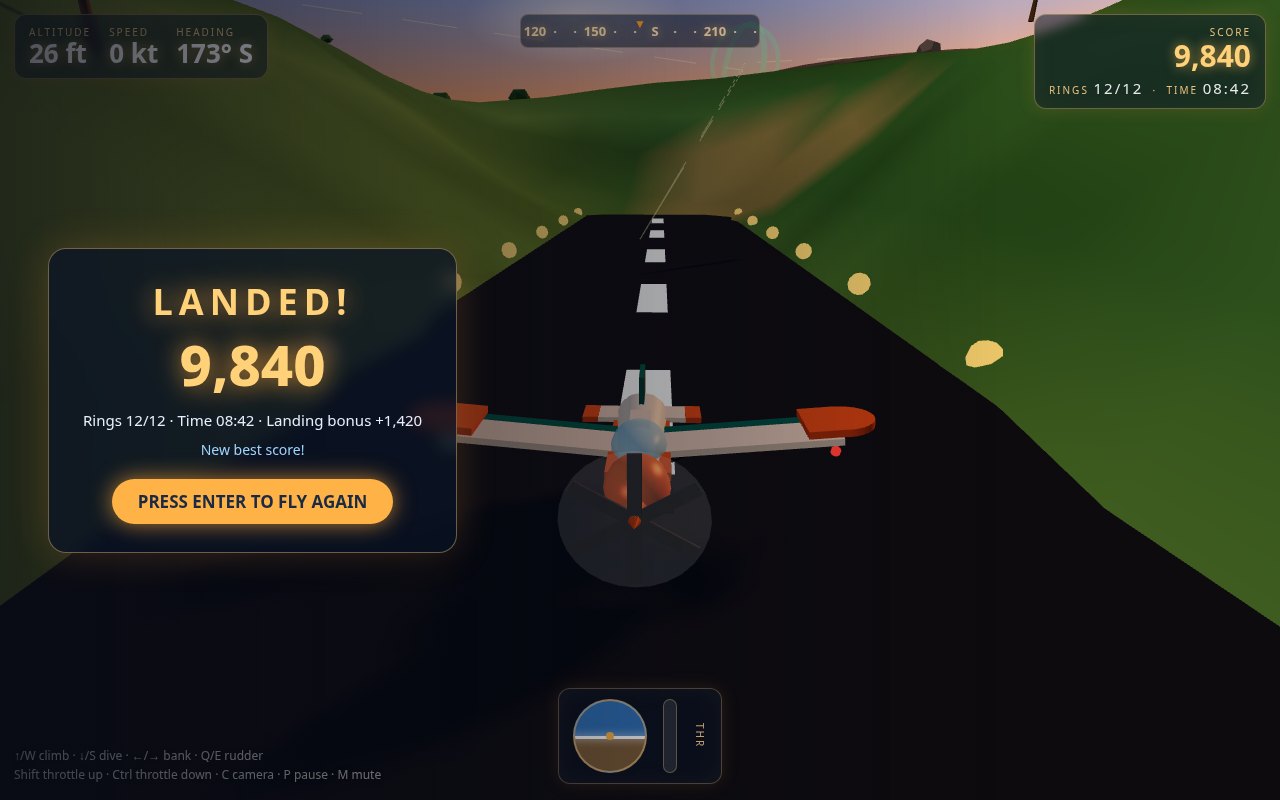 ALTITUDE SPEED HEADING
26 ft 0 kt 173° S
120 · · 150 · · S · · 210 · ·
SCORE
9,840
RINGS 12/12 · TIME 08:42
LANDED!
9,840
Rings 12/12 · Time 08:42 · Landing bonus +1,420
New best score!
PRESS ENTER TO FLY AGAIN
THR
↑/W climb · ↓/S dive · ←/→ bank · Q/E rudder
Shift throttle up · Ctrl throttle down · C camera · P pause · M mute